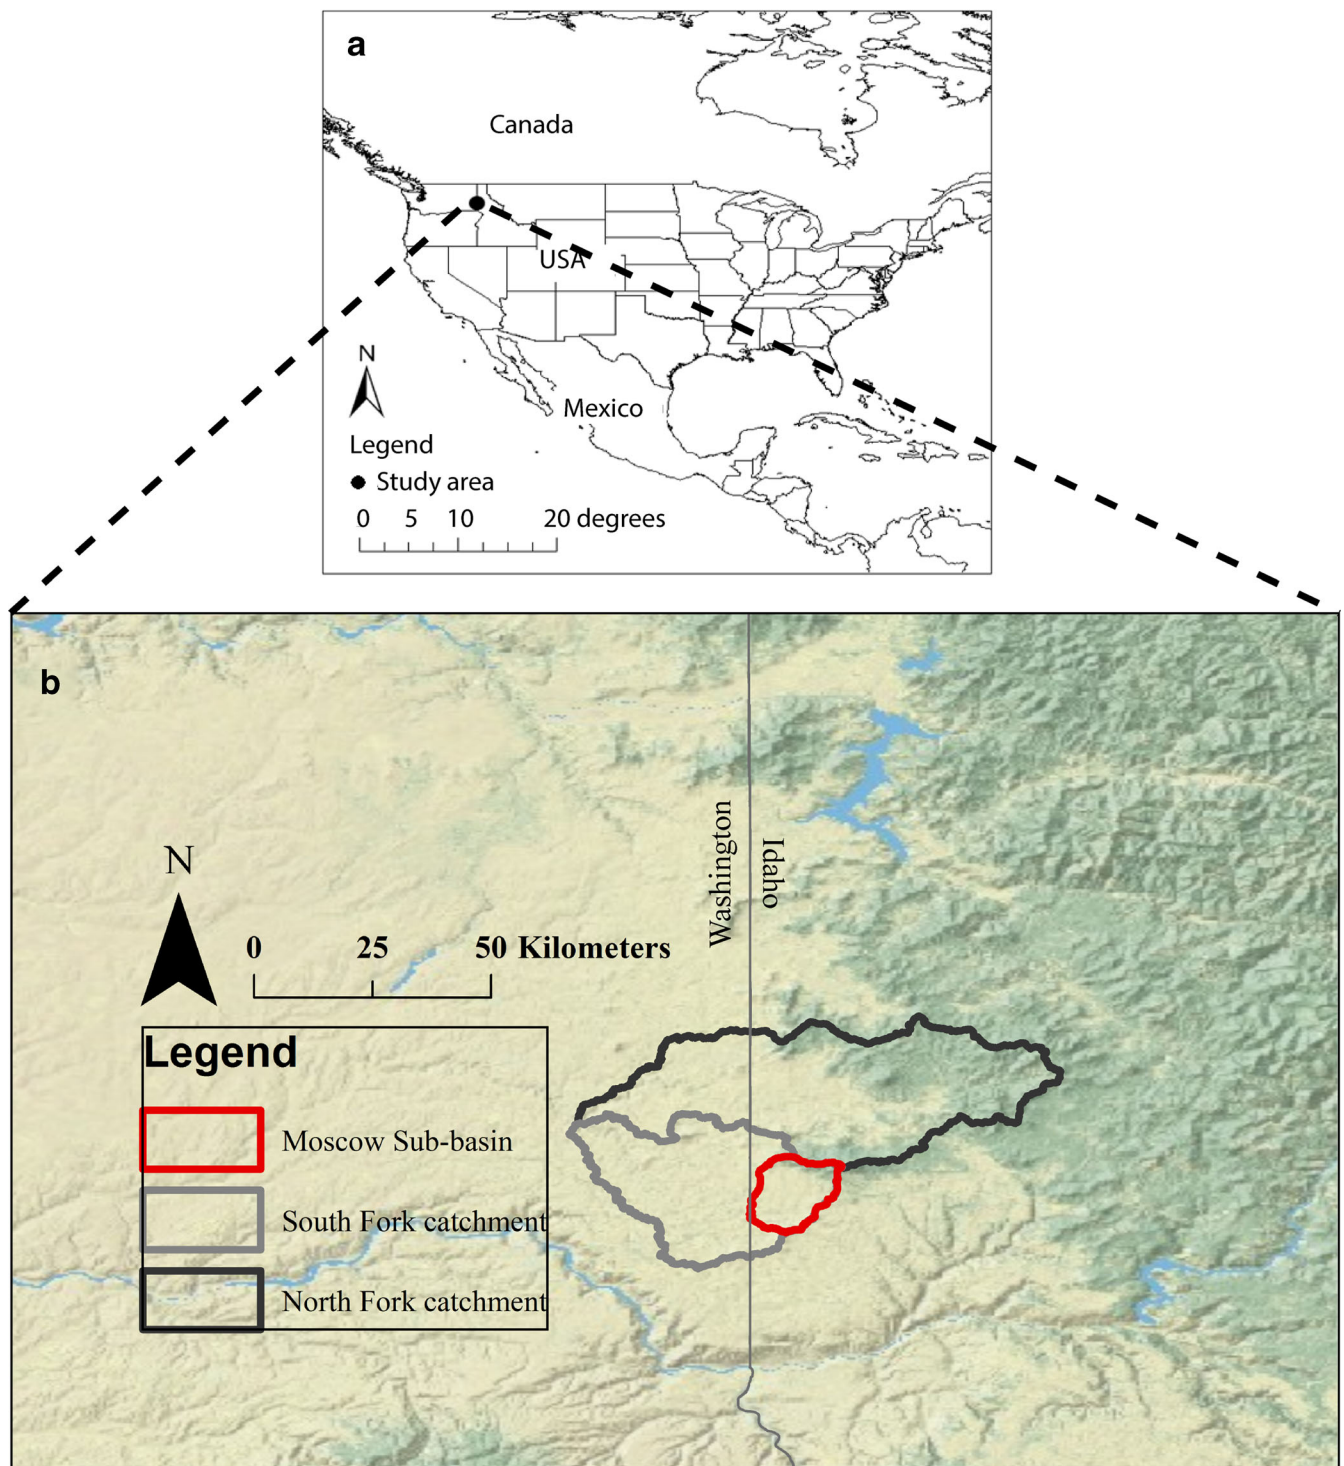 a
Canada
USA
Mexico
N
Legend
Study area
0 5 10 20 degrees
b
Washington
Idaho
N
0 25 50 Kilometers
Legend
Moscow Sub-basin
South Fork catchment
North Fork catchment